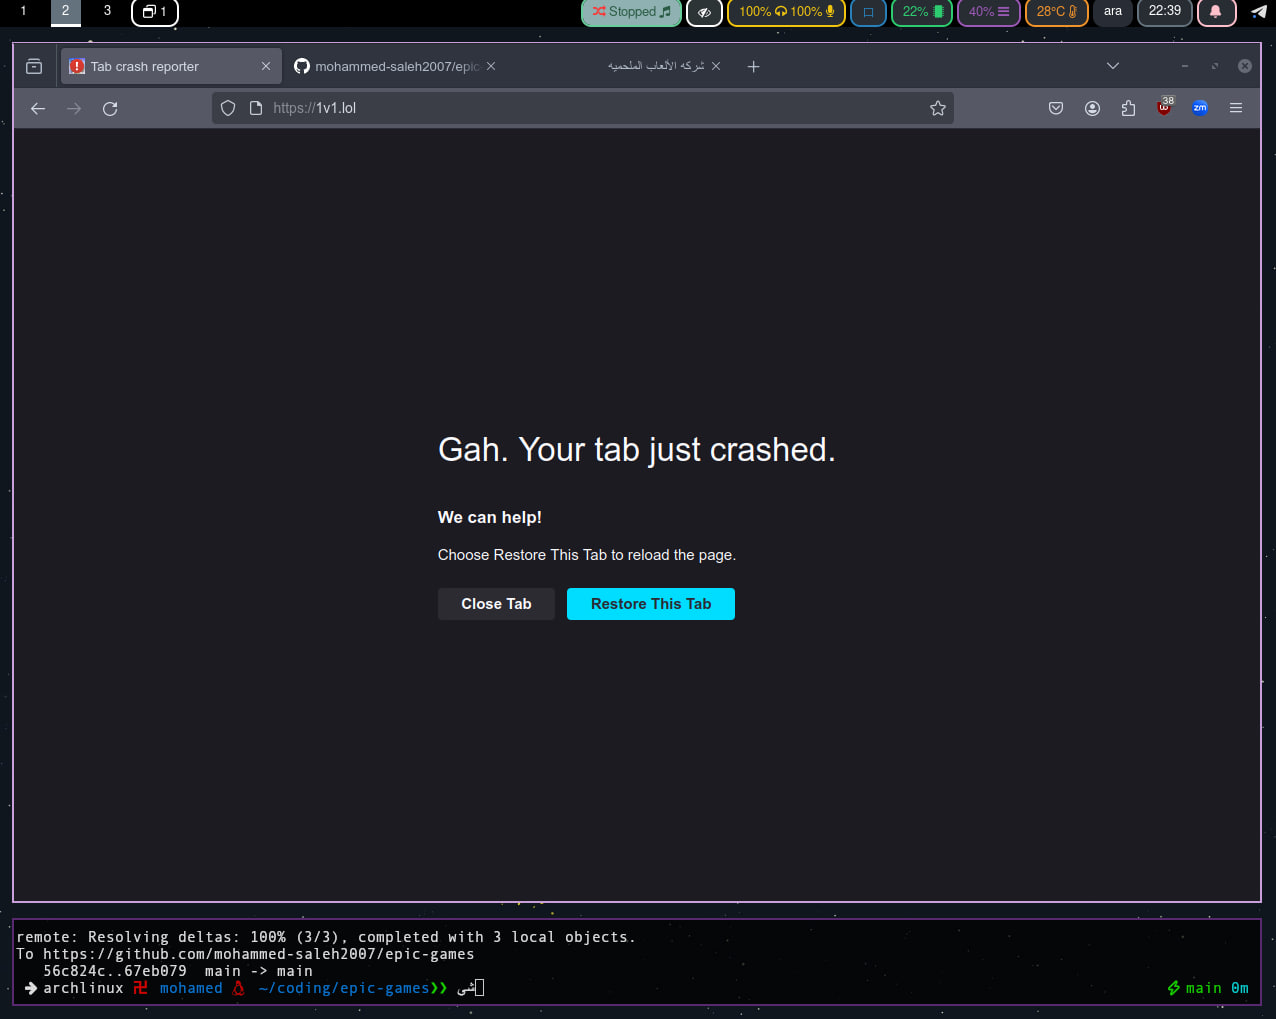 1 2 3 1 Stopped 100% 100% 22% 40% 28°C ara 22:39
Tab crash reporter mohammed-saleh2007/epic- شركه الألعاب الملحميه
https://1v1.lol 38 zm
Gah. Your tab just crashed.
We can help!
Choose Restore This Tab to reload the page.
Close Tab Restore This Tab
remote: Resolving deltas: 100% (3/3), completed with 3 local objects.
To https://github.com/mohammed-saleh2007/epic-games
56c824c..67eb079 main -> main
archlinux 卍 mohamed ~/coding/epic-games❯❯ شى main 0m